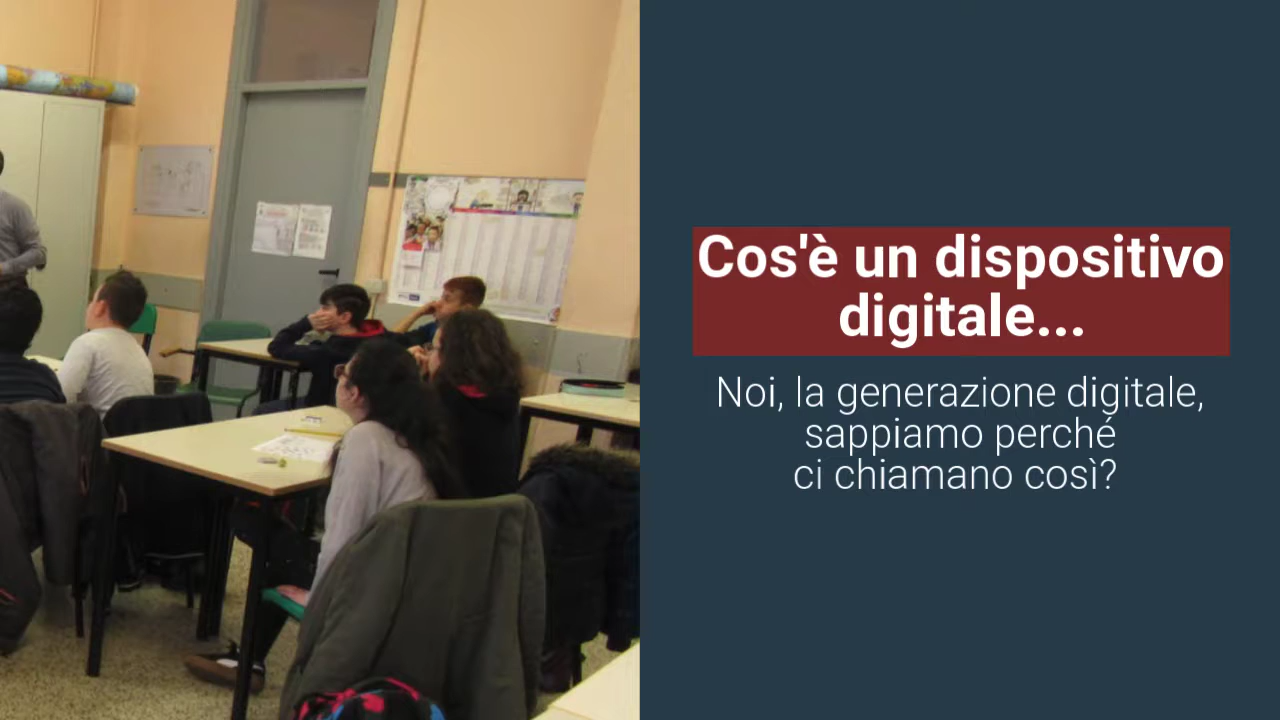 Cos'è un dispositivo
digitale...
Noi, la generazione digitale,
sappiamo perché
ci chiamano così?